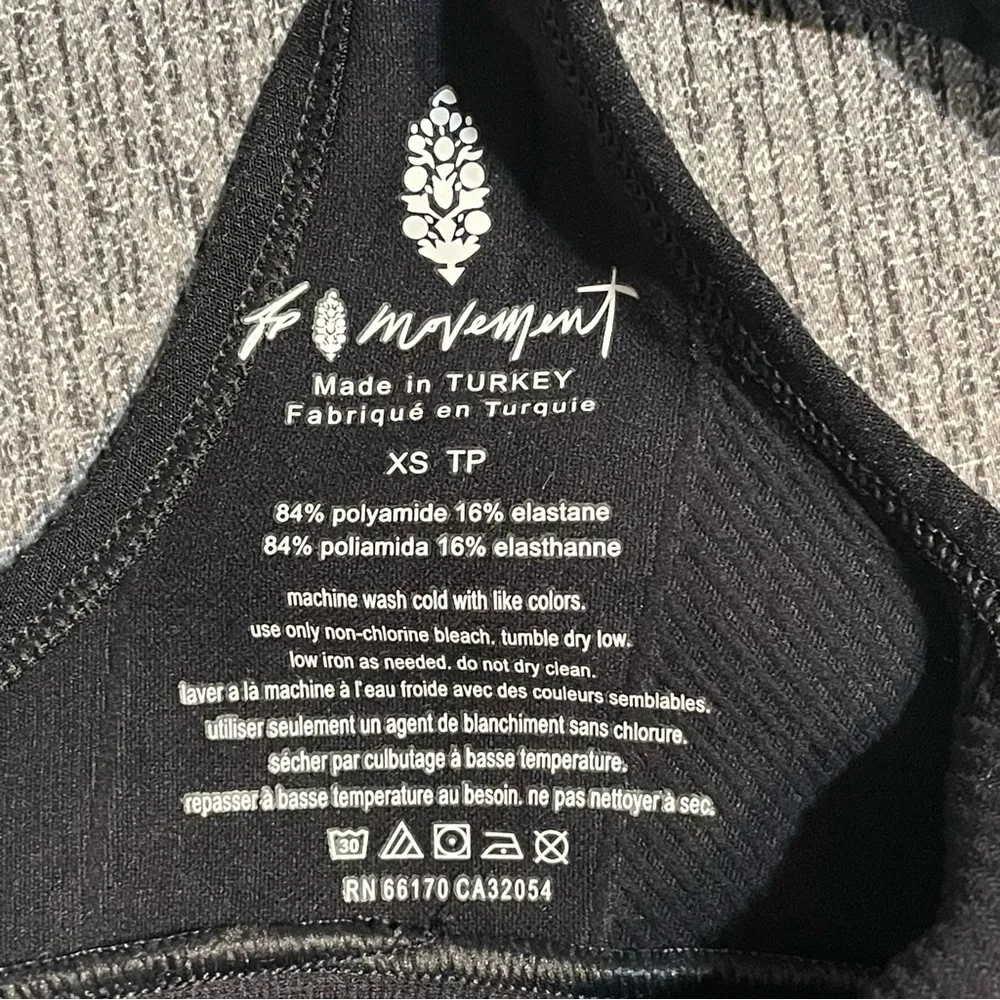 fp movement
Made in TURKEY
Fabriqué en Turquie
XS TP
84% polyamide 16% elastane
84% poliamida 16% elasthanne
machine wash cold with like colors.
use only non-chlorine bleach. tumble dry low.
low iron as needed. do not dry clean.
laver a là machine à l'eau froide avec des couleurs semblables.
utiliser seulement un agent de blanchiment sans chlorure.
sécher par culbutage à basse temperature.
repasser à basse temperature au besoin. ne pas nettoyer à sec.
30
RN 66170 CA32054